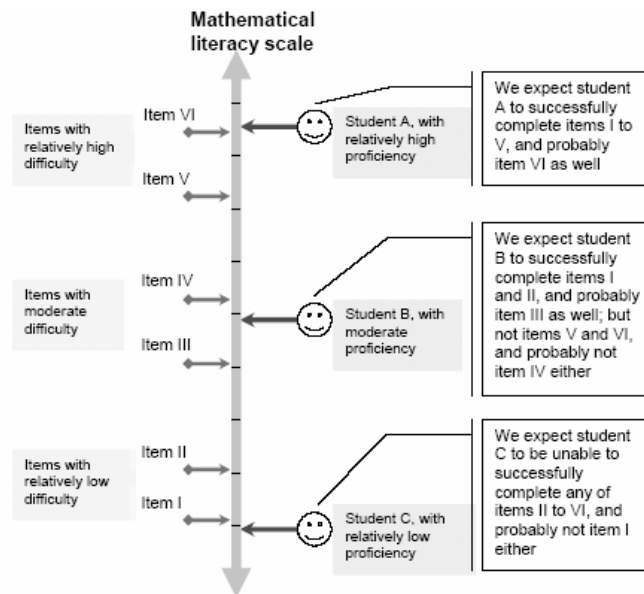 Mathematical
literacy scale
Item VI
Items with
relatively high
difficulty
Item V
Student A, with
relatively high
proficiency
We expect student
A to successfully
complete items I to
V, and probably
item VI as well
Item IV
Items with
moderate
difficulty
Item III
Student B, with
moderate
proficiency
We expect student
B to successfully
complete items I
and II, and probably
item III as well; but
not items V and VI,
and probably not
item IV either
Item II
Items with
relatively low
difficulty
Item I
Student C, with
relatively low
proficiency
We expect student
C to be unable to
successfully
complete any of
items II to VI, and
probably not item I
either